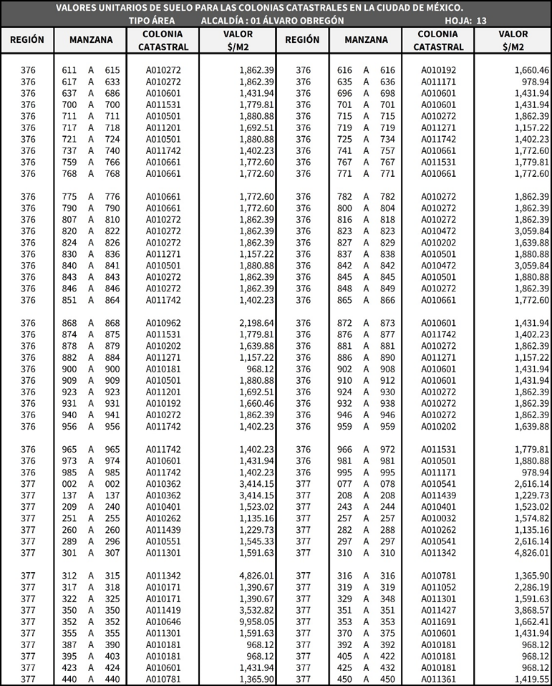 VALORES UNITARIOS DE SUELO PARA LAS COLONIAS CATASTRALES EN LA CIUDAD DE MÉXICO.
TIPO ÁREA ALCALDÍA : 01 ÁLVARO OBREGÓN HOJA: 13
REGIÓN MANZANA COLONIA CATASTRAL VALOR $/M2 REGIÓN MANZANA COLONIA CATASTRAL VALOR $/M2
376 611 A 615 A010272 1,862.39 376 616 A 616 A010192 1,660.46
376 617 A 633 A010272 1,862.39 376 635 A 636 A011171 978.94
376 637 A 686 A010601 1,431.94 376 696 A 698 A010601 1,431.94
376 700 A 700 A011531 1,779.81 376 701 A 701 A010601 1,431.94
376 711 A 711 A010501 1,880.88 376 715 A 715 A010272 1,862.39
376 717 A 718 A011201 1,692.51 376 719 A 719 A011271 1,157.22
376 721 A 724 A010501 1,880.88 376 725 A 734 A011742 1,402.23
376 737 A 740 A011742 1,402.23 376 741 A 757 A010661 1,772.60
376 759 A 766 A010661 1,772.60 376 767 A 767 A011531 1,779.81
376 768 A 768 A010661 1,772.60 376 771 A 771 A010661 1,772.60
376 775 A 776 A010661 1,772.60 376 782 A 782 A010272 1,862.39
376 790 A 790 A010661 1,772.60 376 800 A 804 A010272 1,862.39
376 807 A 810 A010272 1,862.39 376 816 A 818 A010272 1,862.39
376 820 A 822 A010272 1,862.39 376 823 A 823 A010472 3,059.84
376 824 A 826 A010272 1,862.39 376 827 A 829 A010202 1,639.88
376 830 A 836 A011271 1,157.22 376 837 A 838 A010501 1,880.88
376 840 A 841 A010501 1,880.88 376 842 A 842 A010472 3,059.84
376 843 A 843 A010272 1,862.39 376 845 A 845 A010501 1,880.88
376 846 A 846 A010272 1,862.39 376 848 A 849 A010272 1,862.39
376 851 A 864 A011742 1,402.23 376 865 A 866 A010661 1,772.60
376 868 A 868 A010962 2,198.64 376 872 A 873 A010601 1,431.94
376 874 A 875 A011531 1,779.81 376 876 A 877 A011742 1,402.23
376 878 A 879 A010202 1,639.88 376 881 A 881 A010272 1,862.39
376 882 A 884 A011271 1,157.22 376 886 A 890 A011271 1,157.22
376 900 A 900 A010181 968.12 376 902 A 908 A010601 1,431.94
376 909 A 909 A010501 1,880.88 376 910 A 912 A010601 1,431.94
376 923 A 923 A011201 1,692.51 376 924 A 930 A010272 1,862.39
376 931 A 931 A010192 1,660.46 376 932 A 938 A010272 1,862.39
376 940 A 941 A010272 1,862.39 376 946 A 946 A010272 1,862.39
376 956 A 956 A011742 1,402.23 376 959 A 959 A010202 1,639.88
376 965 A 965 A011742 1,402.23 376 966 A 972 A011531 1,779.81
376 973 A 974 A010601 1,431.94 376 981 A 981 A010501 1,880.88
376 985 A 985 A011742 1,402.23 376 995 A 995 A011171 978.94
377 002 A 002 A010362 3,414.15 377 077 A 078 A010541 2,616.14
377 137 A 137 A010362 3,414.15 377 208 A 208 A011439 1,229.73
377 209 A 240 A010401 1,523.02 377 243 A 244 A010401 1,523.02
377 251 A 255 A010262 1,135.16 377 257 A 257 A010032 1,574.82
377 260 A 260 A011439 1,229.73 377 282 A 288 A010262 1,135.16
377 289 A 296 A010551 1,545.33 377 297 A 297 A010541 2,616.14
377 301 A 307 A011301 1,591.63 377 310 A 310 A011342 4,826.01
377 312 A 315 A011342 4,826.01 377 316 A 316 A010781 1,365.90
377 317 A 318 A010171 1,390.67 377 319 A 319 A011052 2,286.19
377 322 A 325 A010171 1,390.67 377 329 A 348 A011301 1,591.63
377 350 A 350 A011419 3,532.82 377 351 A 351 A011427 3,868.57
377 352 A 352 A010646 9,958.05 377 353 A 353 A011691 1,662.41
377 355 A 355 A011301 1,591.63 377 370 A 375 A010601 1,431.94
377 387 A 390 A010181 968.12 377 392 A 392 A010181 968.12
377 395 A 403 A010181 968.12 377 405 A 422 A010181 968.12
377 423 A 424 A010601 1,431.94 377 425 A 432 A010181 968.12
377 440 A 440 A010781 1,365.90 377 450 A 450 A011361 1,419.55